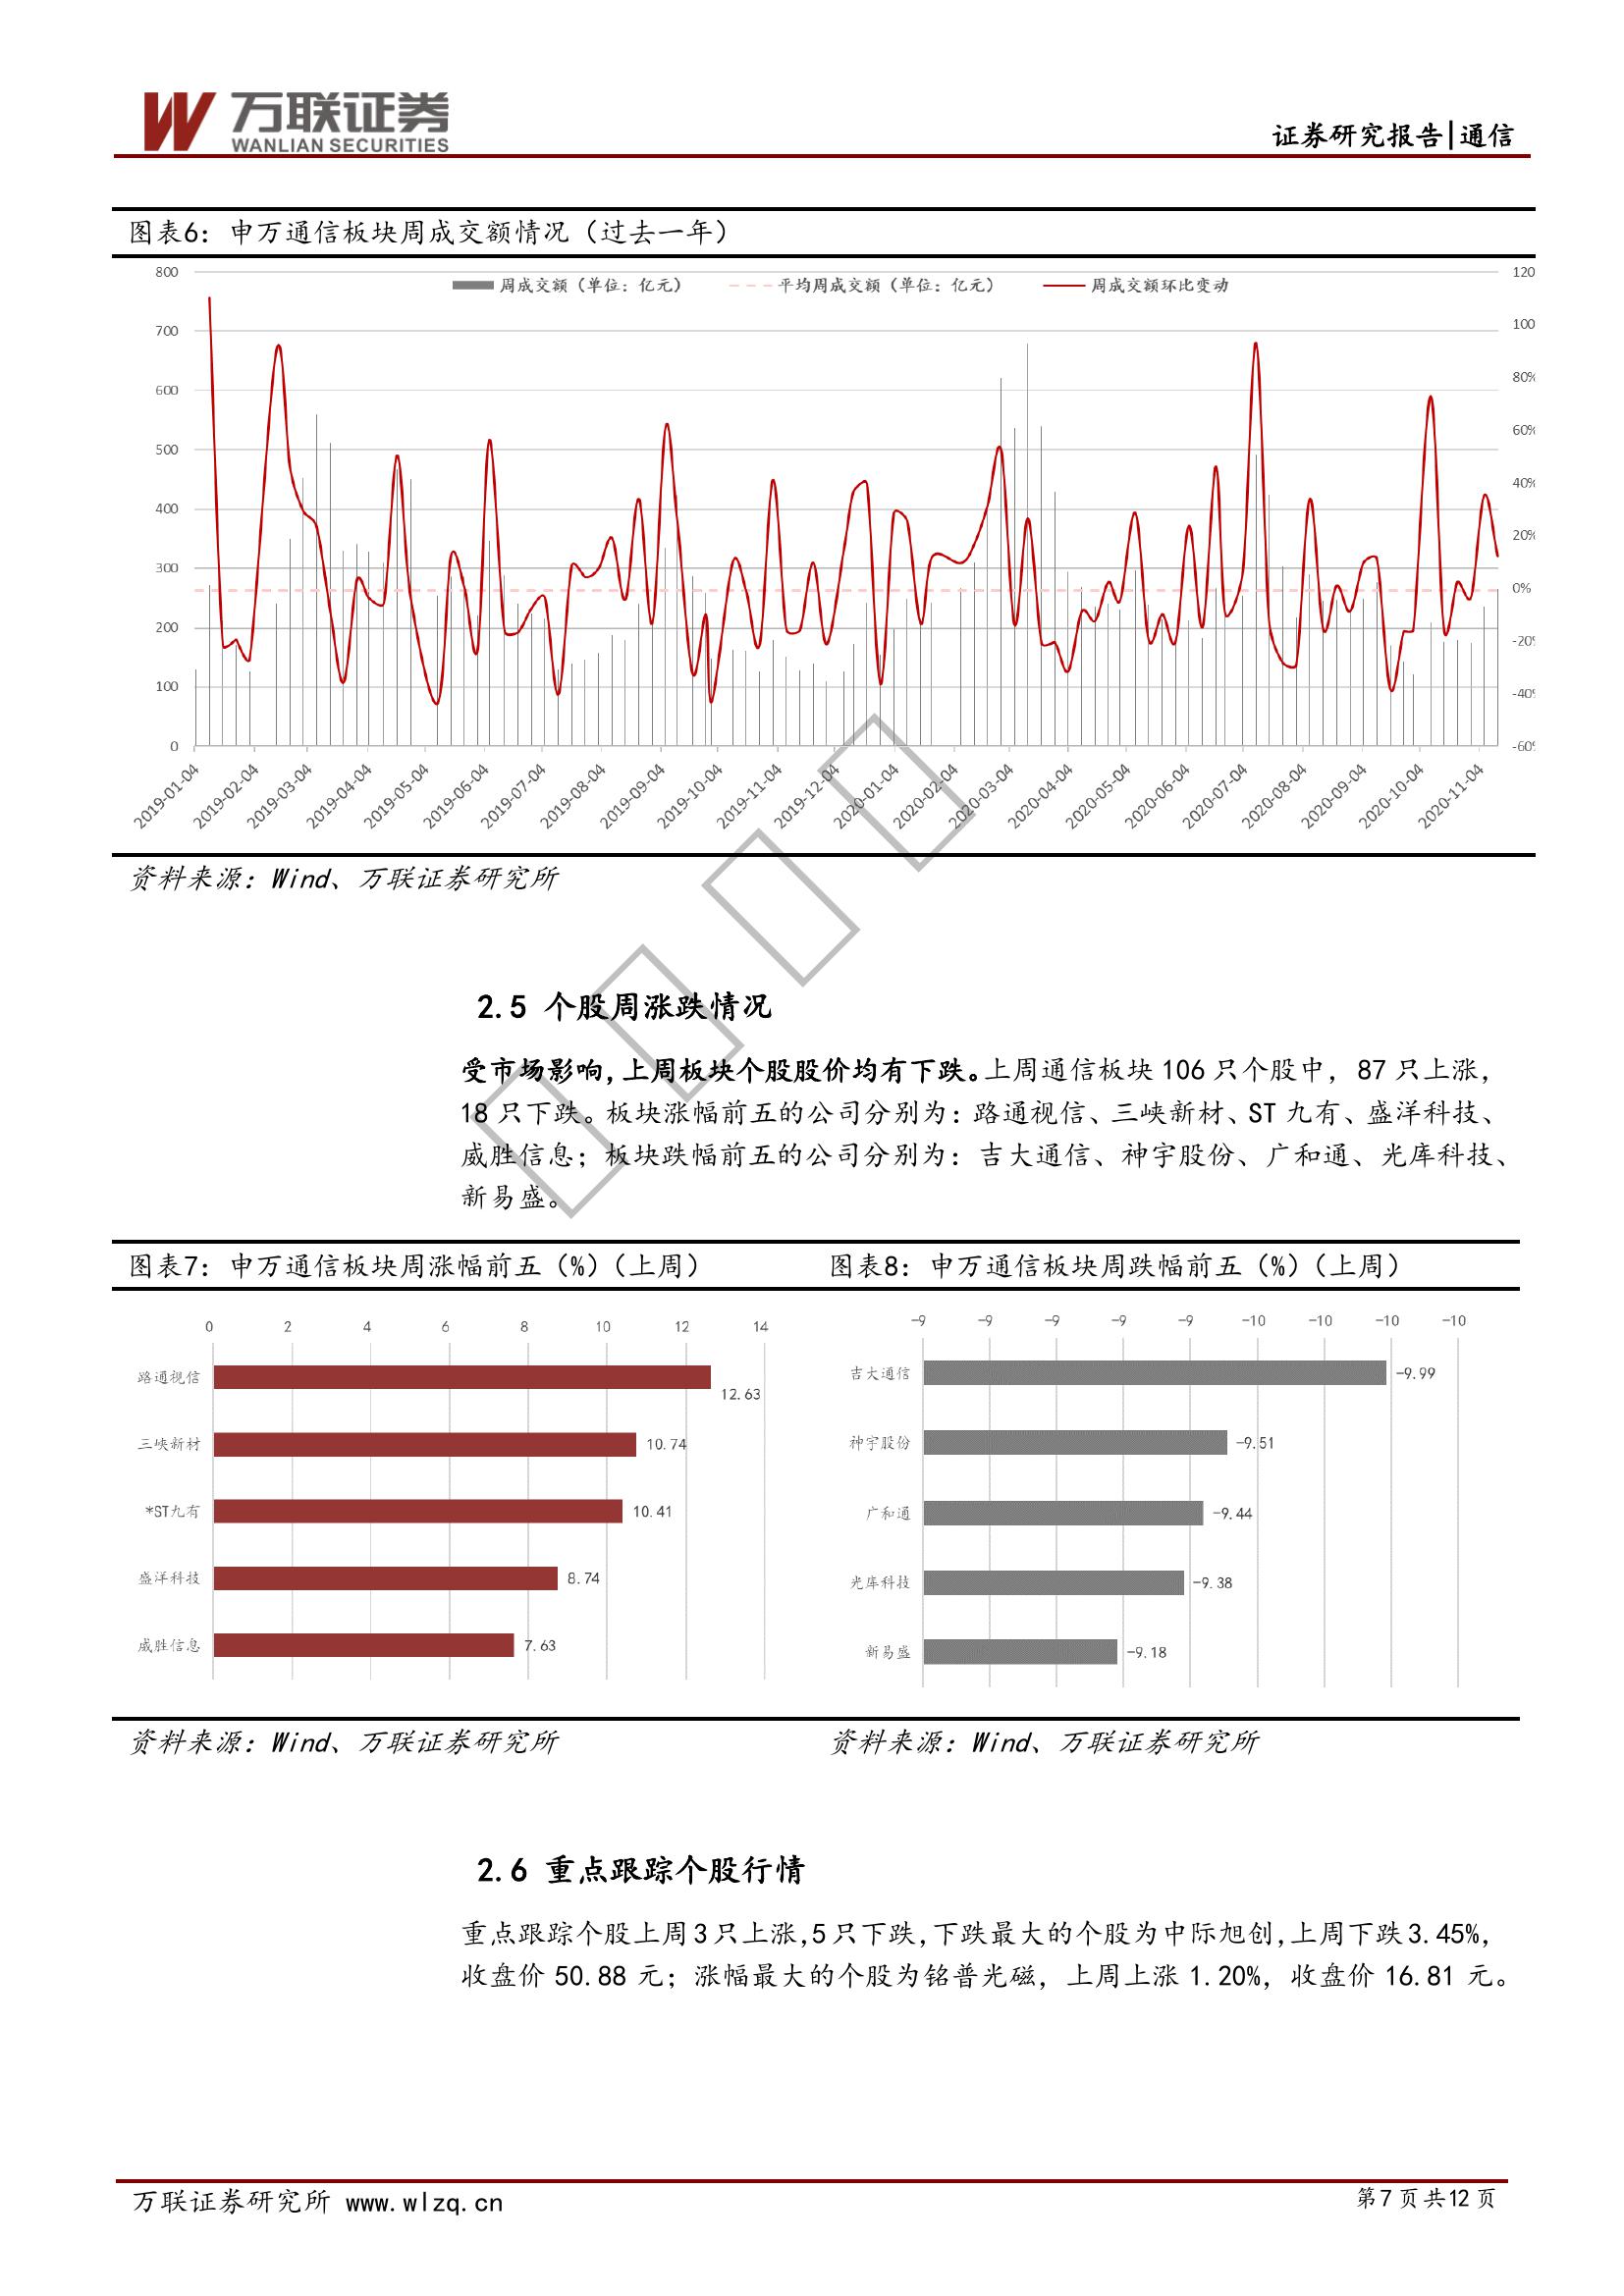 万联证券
WANLIAN SECURITIES
证券研究报告|通信
图表6：申万通信板块周成交额情况（过去一年）
周成交额（单位：亿元） 平均周成交额（单位：亿元） 周成交额环比变动
800 120
700 100
600 80%
500 60%
400 40%
300 20%
200 0%
100 -20%
0 -40%
-60%
2019-01-04 2019-02-04 2019-03-04 2019-04-04 2019-05-04 2019-06-04 2019-07-04 2019-08-04 2019-09-04 2019-10-04 2019-11-04 2019-12-04 2020-01-04 2020-02-04 2020-03-04 2020-04-04 2020-05-04 2020-06-04 2020-07-04 2020-08-04 2020-09-04 2020-10-04 2020-11-04
资料来源：Wind、万联证券研究所
2.5 个股周涨跌情况
受市场影响，上周板块个股股价均有下跌。上周通信板块 106 只个股中，87 只上涨，
18 只下跌。板块涨幅前五的公司分别为：路通视信、三峡新材、ST 九有、盛洋科技、
威胜信息；板块跌幅前五的公司分别为：吉大通信、神宇股份、广和通、光库科技、
新易盛。
图表7：申万通信板块周涨幅前五（%）（上周）
0 2 4 6 8 10 12 14
路通视信 12.63
三峡新材 10.74
*ST九有 10.41
盛洋科技 8.74
威胜信息 7.63
资料来源：Wind、万联证券研究所
图表8：申万通信板块周跌幅前五（%）（上周）
-9 -9 -9 -9 -9 -10 -10 -10 -10
吉大通信 -9.99
神宇股份 -9.51
广和通 -9.44
光库科技 -9.38
新易盛 -9.18
资料来源：Wind、万联证券研究所
2.6 重点跟踪个股行情
重点跟踪个股上周 3 只上涨，5 只下跌，下跌最大的个股为中际旭创，上周下跌 3.45%，
收盘价 50.88 元；涨幅最大的个股为铭普光磁，上周上涨 1.20%，收盘价 16.81 元。
万联证券研究所 www.wlzq.cn
第 7 页 共 12 页